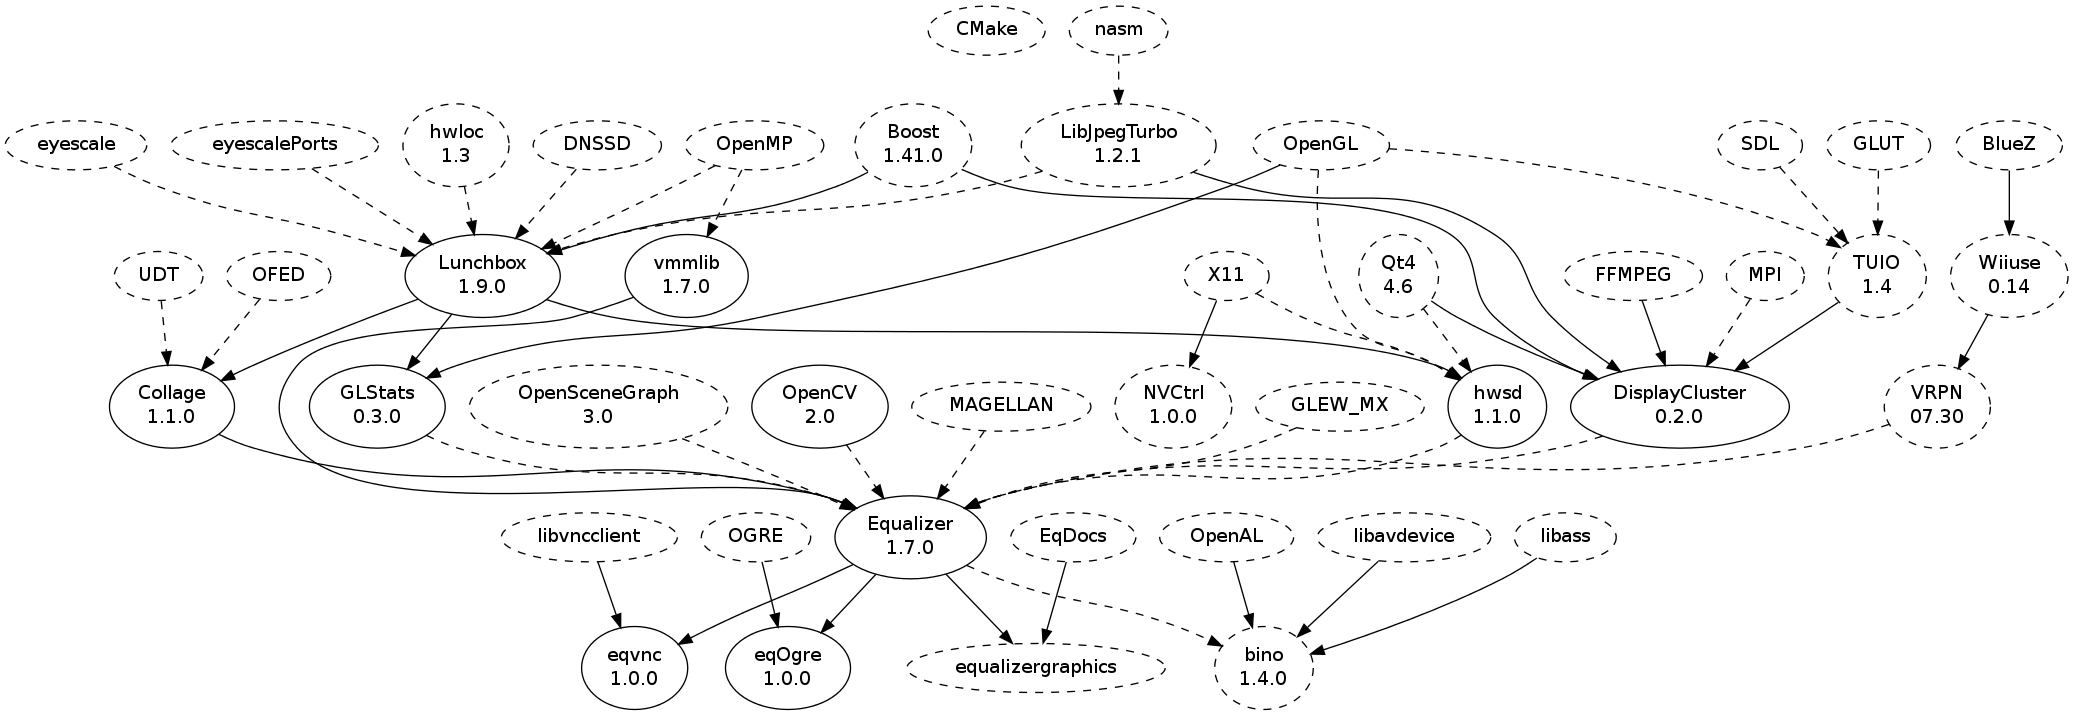 CMake
nasm
eyescale
eyescalePorts
hwloc
1.3
DNSSD
OpenMP
Boost
1.41.0
LibJpegTurbo
1.2.1
OpenGL
SDL
GLUT
BlueZ
UDT
OFED
Lunchbox
1.9.0
vmmlib
1.7.0
X11
Qt4
4.6
FFMPEG
MPI
TUIO
1.4
Wiiuse
0.14
Collage
1.1.0
GLStats
0.3.0
OpenSceneGraph
3.0
OpenCV
2.0
MAGELLAN
NVCtrl
1.0.0
GLEW_MX
hwsd
1.1.0
DisplayCluster
0.2.0
VRPN
07.30
libvncclient
OGRE
Equalizer
1.7.0
EqDocs
OpenAL
libavdevice
libass
eqvnc
1.0.0
eqOgre
1.0.0
equalizergraphics
bino
1.4.0